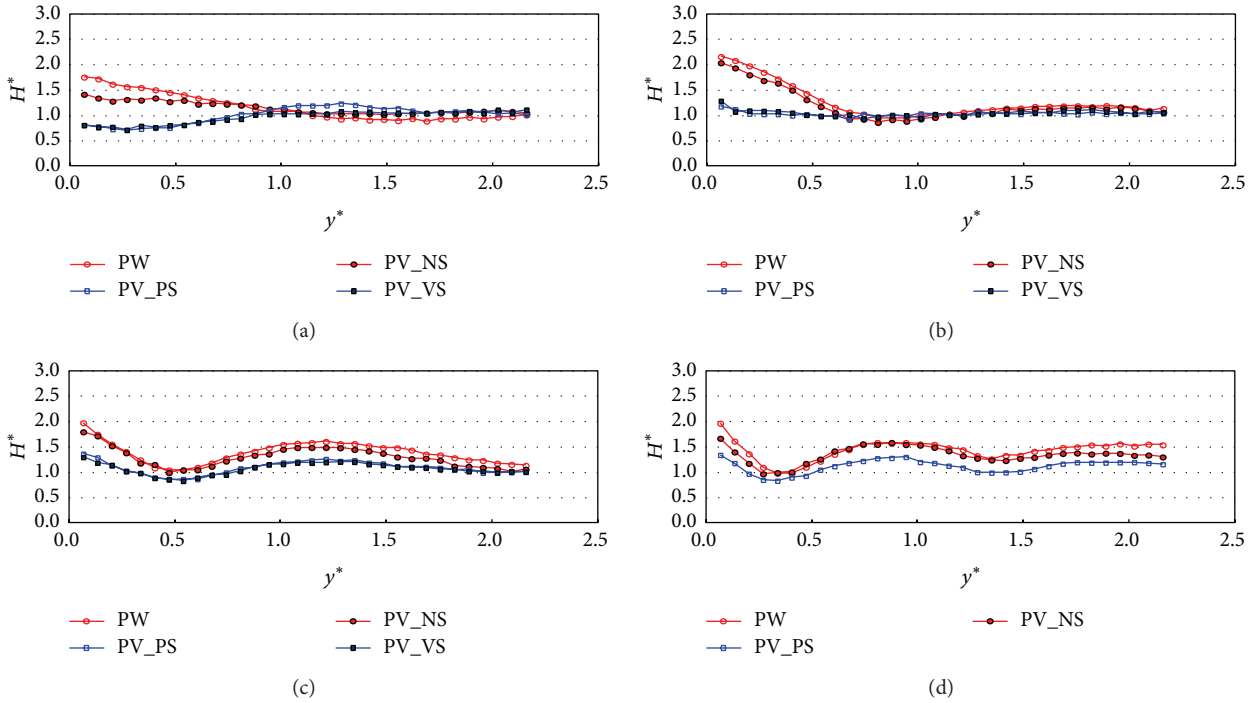 3.0 3.0
2.5 2.5
2.0 2.0
H* 1.5 H* 1.5
1.0 1.0
0.5 0.5
0.0 0.0
0.0 0.5 1.0 1.5 2.0 2.5 0.0 0.5 1.0 1.5 2.0 2.5
y* y*
PW PV_NS PW PV_NS
PV_PS PV_VS PV_PS PV_VS
(a) (b)
3.0 3.0
2.5 2.5
2.0 2.0
H* 1.5 H* 1.5
1.0 1.0
0.5 0.5
0.0 0.0
0.0 0.5 1.0 1.5 2.0 2.5 0.0 0.5 1.0 1.5 2.0 2.5
y* y*
PW PV_NS PW PV_NS
PV_PS PV_VS PV_PS
(c) (d)